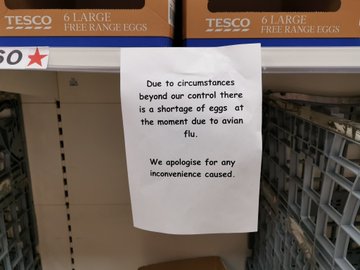 TESCO 6 LARGE
FREE RANGE EGGS
TESCO 6 LARGE
FREE RANGE EGGS
SO
Due to circumstances
beyond our control there
is a shortage of eggs at
the moment due to avian
flu.
We apologise for any
inconvenience caused.